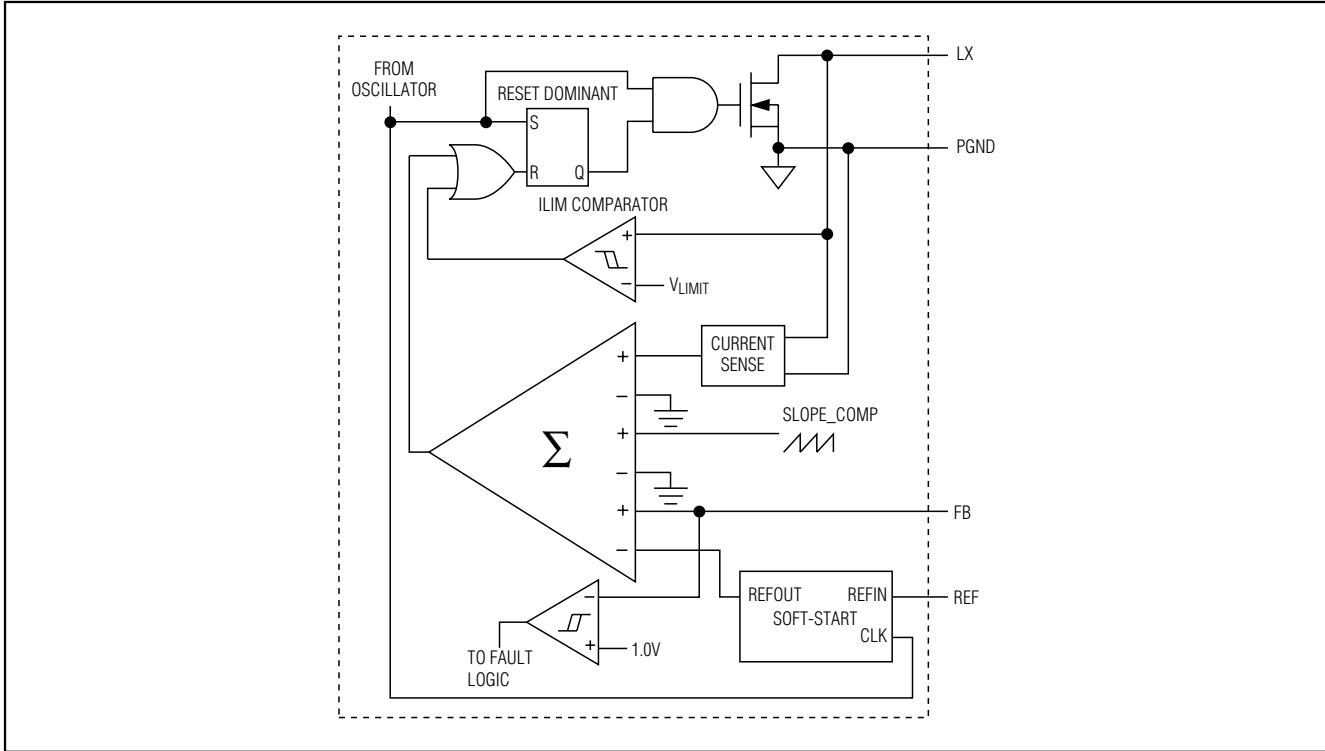 FROM
OSCILLATOR
RESET DOMINANT
S
R
Q
LX
PGND
ILIM COMPARATOR
+
−
VLIMIT
CURRENT
SENSE
+
−
+
−
+
−
Σ
SLOPE_COMP
FB
REFOUT
REFIN
SOFT-START
CLK
REF
−
+
1.0V
TO FAULT
LOGIC